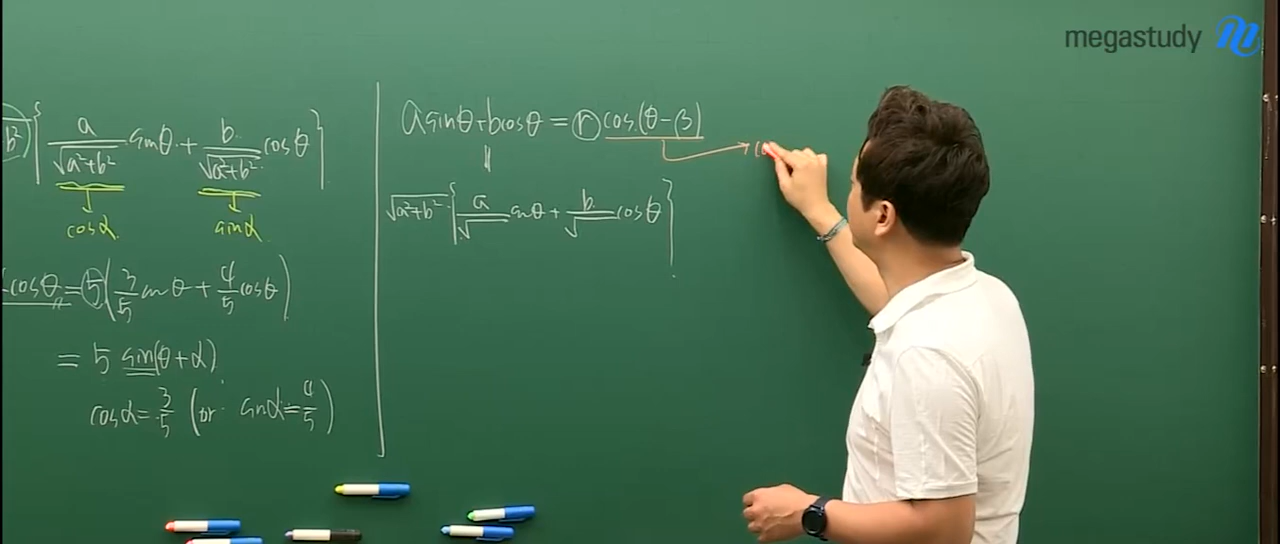 megastudy
b²){a/√a²+b² sinθ + b/√a²+b² cosθ}
cosα sinα
cosθ = 5(3/5 sinθ + 4/5 cosθ)
= 5 sin(θ+α)
cosα = 3/5 (or sinα = 4/5)
a sinθ + b cosθ = r cos(θ-β)
||
√a²+b² {a/√ sinθ + b/√ cosθ}
co